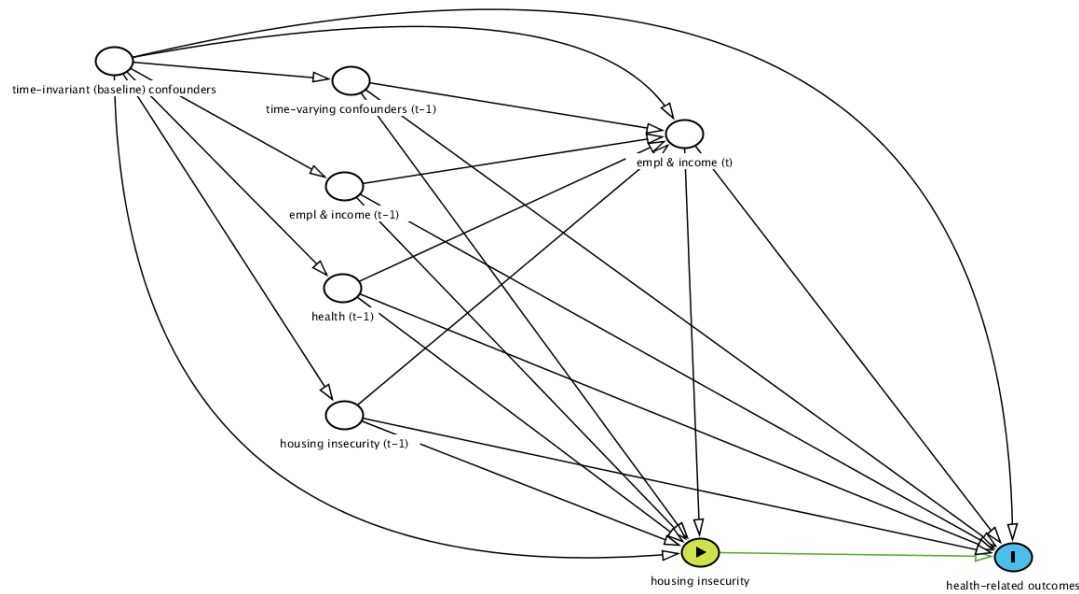 time-invariant (baseline) confounders
time-varying confounders (t-1)
empl & income (t)
empl & income (t-1)
health (t-1)
housing insecurity (t-1)
housing insecurity
health-related outcomes